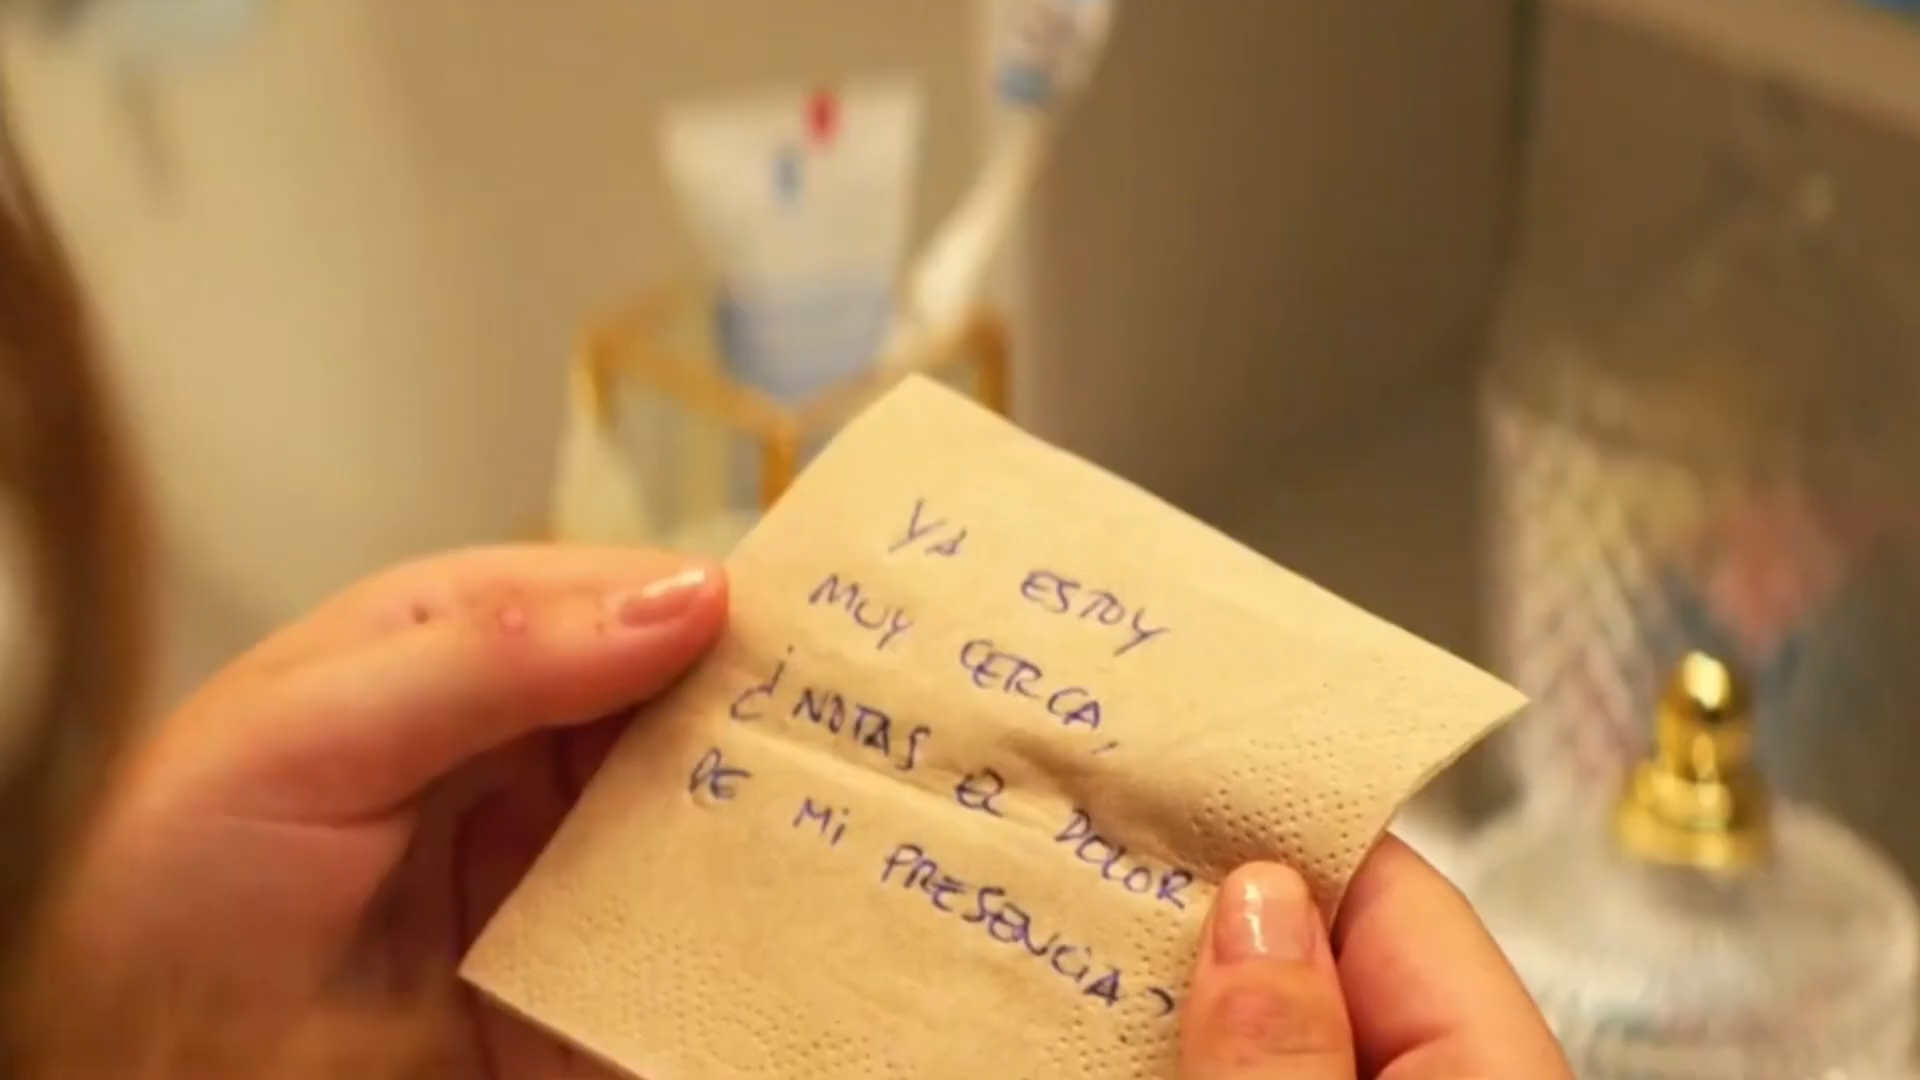 YA ESTOY
MUY CERCA,
¿NOTAS EL DOLOR
DE MI PRESENCIA?